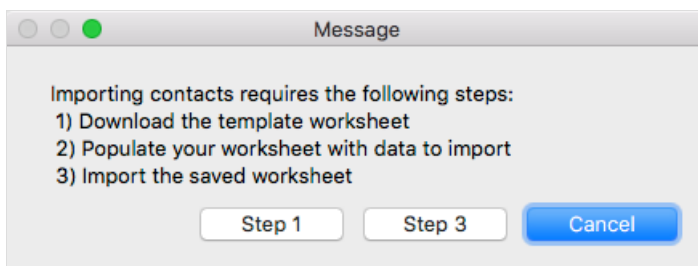 Message
Importing contacts requires the following steps:
1) Download the template worksheet
2) Populate your worksheet with data to import
3) Import the saved worksheet
Step 1 Step 3 Cancel